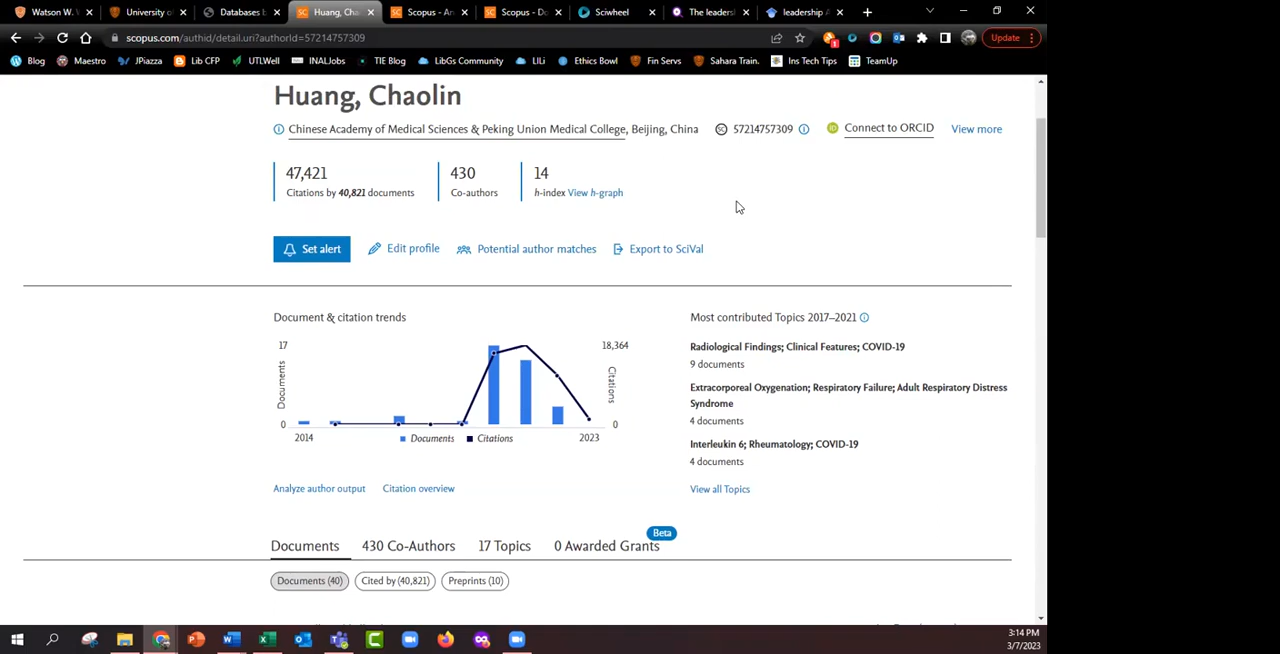 Watson W. W
University of
Databases b
Huang, Cha
Scopus - An
Scopus - Do
Sciwheel
The leaders
leadership A
scopus.com/authid/detail.uri?authorId=57214757309
Update
Blog
Maestro
JPiazza
Lib CFP
UTLWell
INALJobs
TIE Blog
LibGs Community
LILi
Ethics Bowl
Fin Servs
Sahara Train.
Ins Tech Tips
TeamUp
Huang, Chaolin
Chinese Academy of Medical Sciences & Peking Union Medical College, Beijing, China
57214757309
Connect to ORCID
View more
47,421
Citations by 40,821 documents
430
Co-authors
14
h-index View h-graph
Set alert
Edit profile
Potential author matches
Export to SciVal
Document & citation trends
17
Documents
0
18,364
Citations
0
2014
2023
Documents
Citations
Analyze author output
Citation overview
Most contributed Topics 2017–2021
Radiological Findings; Clinical Features; COVID-19
9 documents
Extracorporeal Oxygenation; Respiratory Failure; Adult Respiratory Distress
Syndrome
4 documents
Interleukin 6; Rheumatology; COVID-19
4 documents
View all Topics
Beta
Documents
430 Co-Authors
17 Topics
0 Awarded Grants
Documents (40)
Cited by (40,821)
Preprints (10)
3:14 PM
3/7/2023